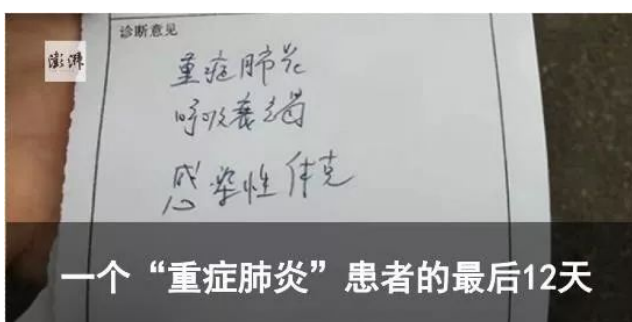 诊断意见
澎湃
重症肺炎
呼吸衰竭
感染性休克
一个“重症肺炎”患者的最后12天